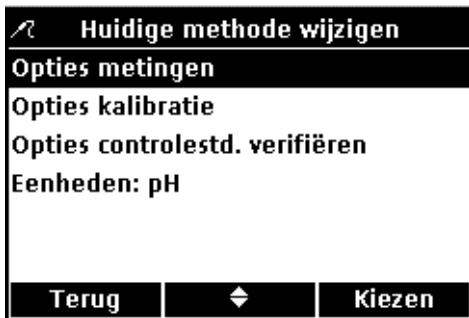 Huidige methode wijzigen
Opties metingen
Opties kalibratie
Opties controlestd. verifiëren
Eenheden: pH
Terug
Kiezen